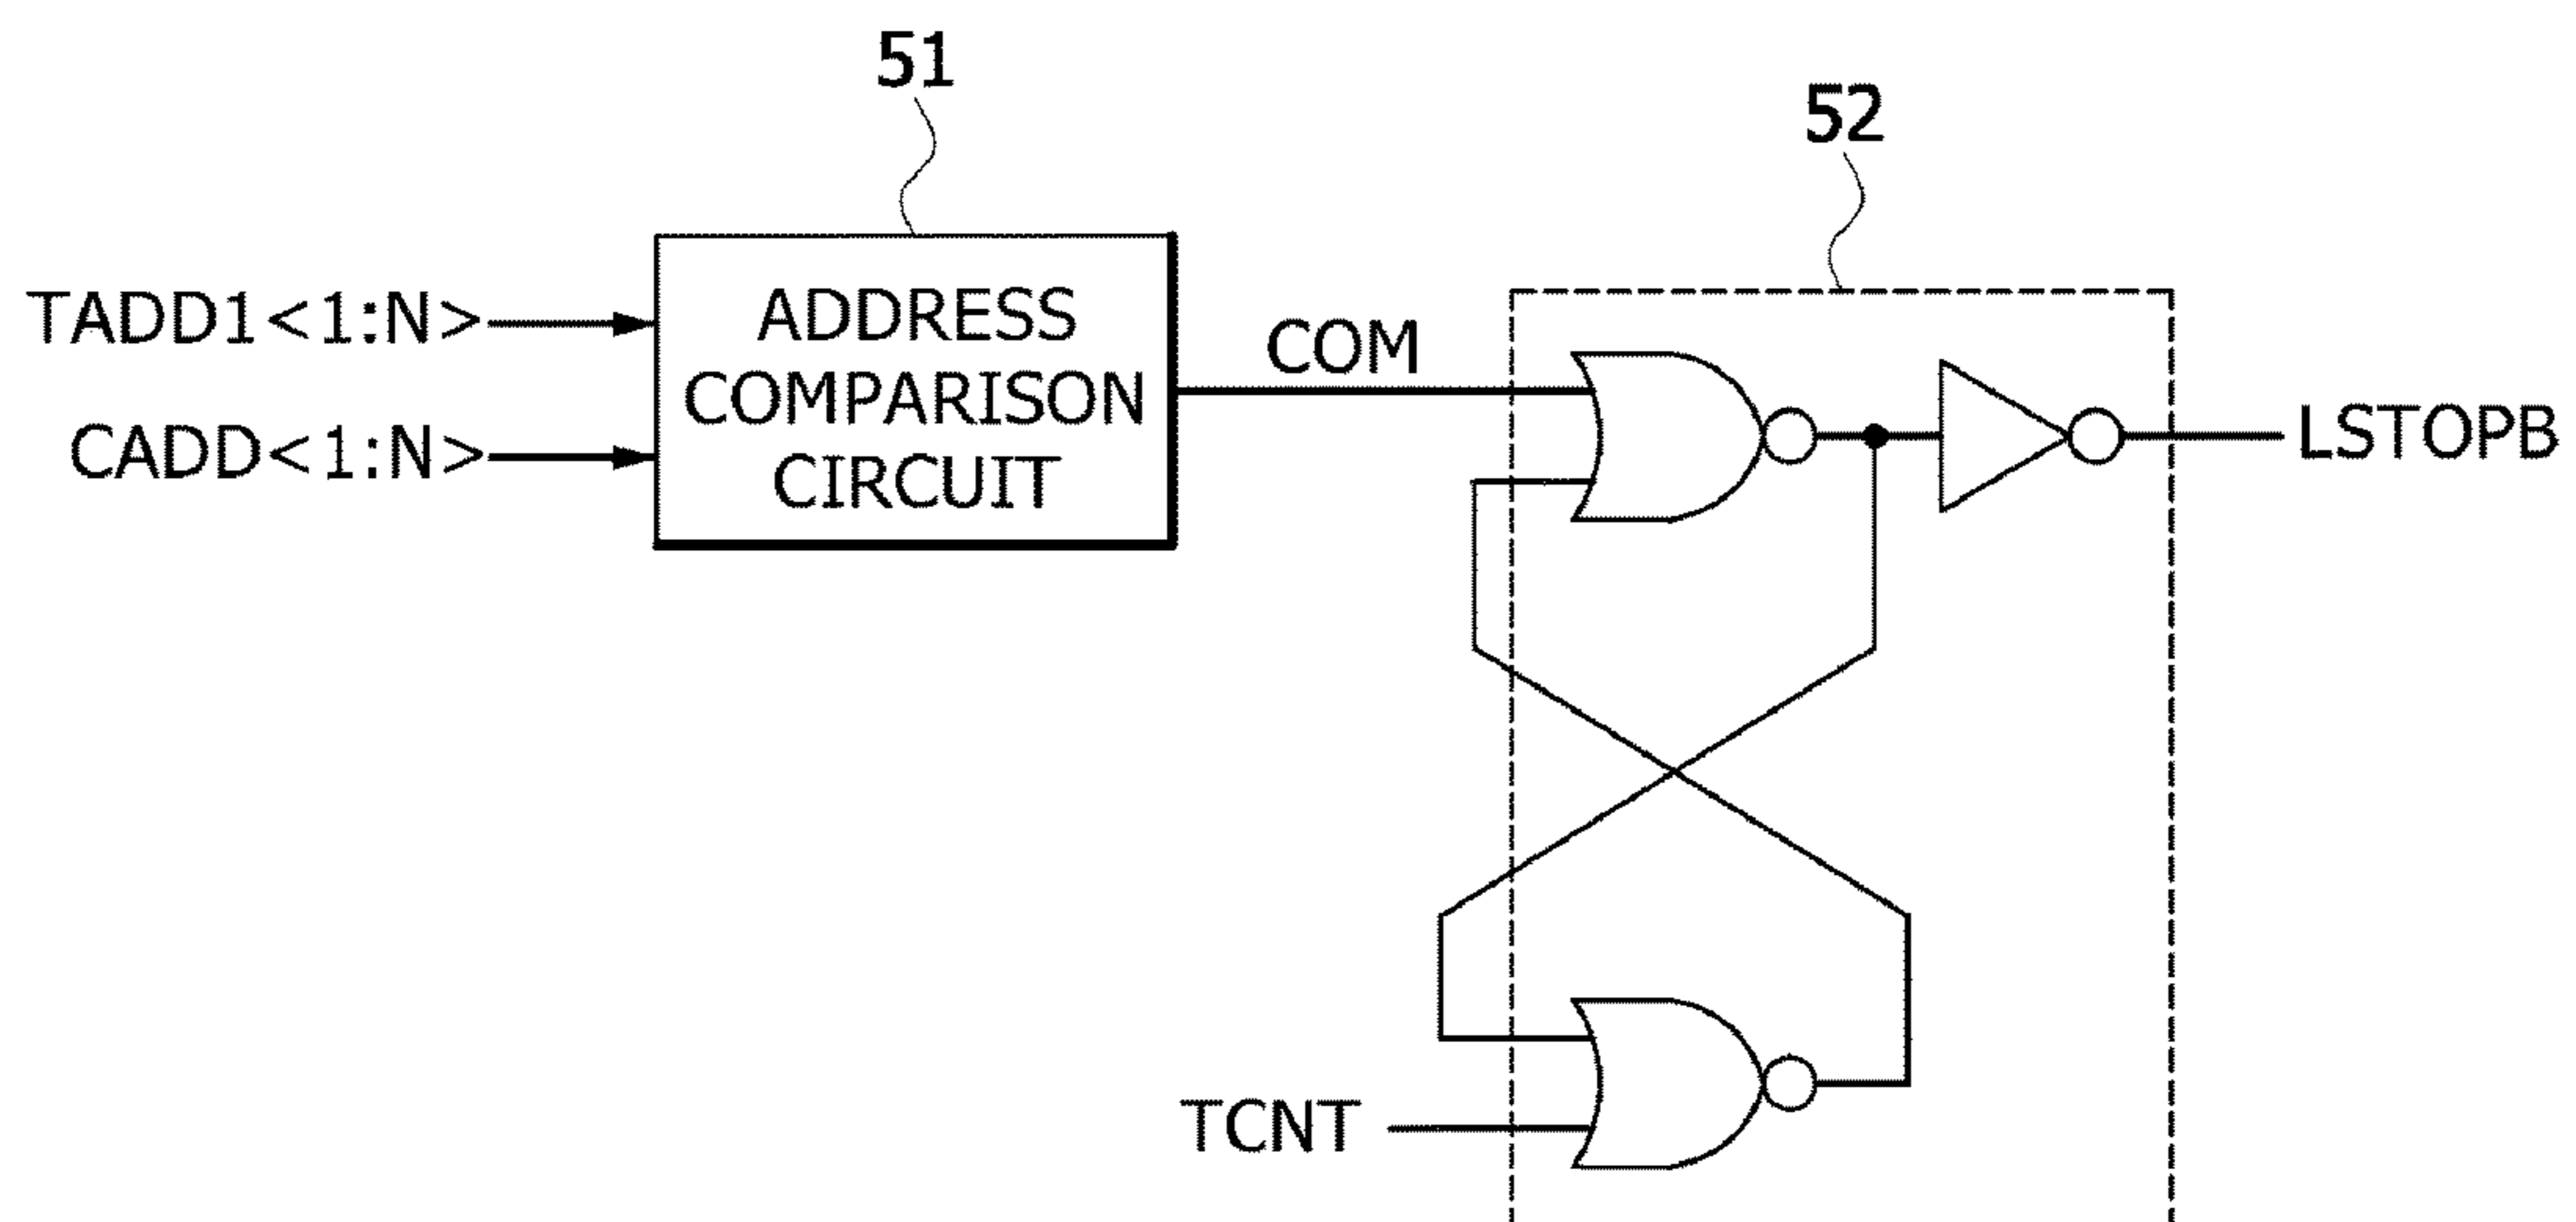 51
52
TADD1<1:N>
CADD<1:N>
ADDRESS
COMPARISON
CIRCUIT
COM
LSTOPB
TCNT